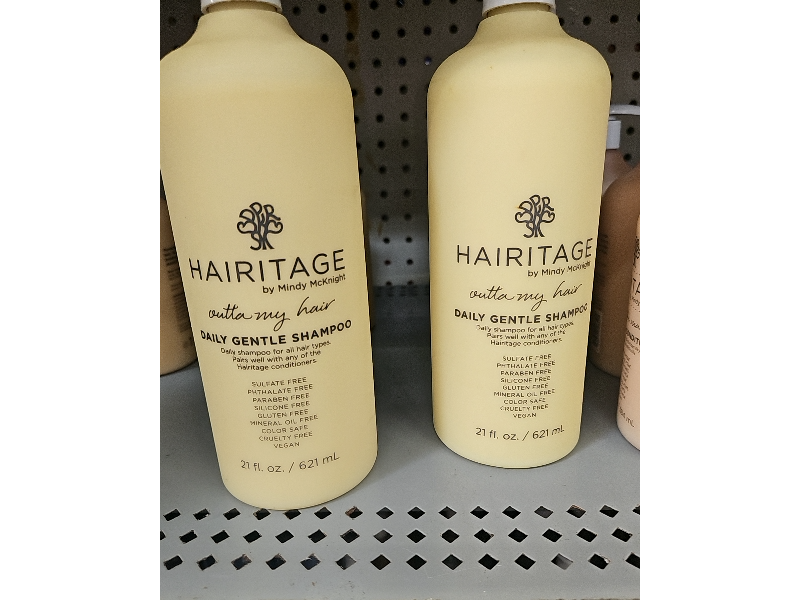 HAIRITAGE
by Mindy McKnight
outta my hair
DAILY GENTLE SHAMPOO
Daily shampoo for all hair types.
Pairs well with any of the
Hairitage conditioners.
SULFATE FREE
PHTHALATE FREE
PARABEN FREE
SILICONE FREE
GLUTEN FREE
MINERAL OIL FREE
COLOR SAFE
CRUELTY FREE
VEGAN
21 fl. oz. / 621 mL
HAIRITAGE
by Mindy McKnight
outta my hair
DAILY GENTLE SHAMPOO
Daily shampoo for all hair types.
Pairs well with any of the
Hairitage conditioners.
SULFATE FREE
PHTHALATE FREE
PARABEN FREE
SILICONE FREE
GLUTEN FREE
MINERAL OIL FREE
COLOR SAFE
CRUELTY FREE
VEGAN
21 fl. oz. / 621 mL